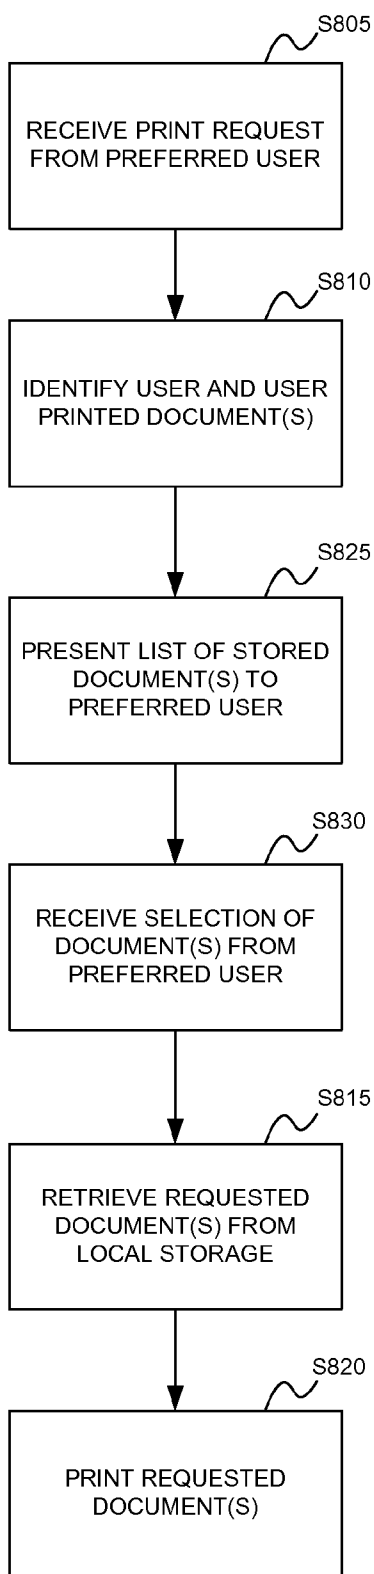 S805
RECEIVE PRINT REQUEST
FROM PREFERRED USER
S810
IDENTIFY USER AND USER
PRINTED DOCUMENT(S)
S825
PRESENT LIST OF STORED
DOCUMENT(S) TO
PREFERRED USER
S830
RECEIVE SELECTION OF
DOCUMENT(S) FROM
PREFERRED USER
S815
RETRIEVE REQUESTED
DOCUMENT(S) FROM
LOCAL STORAGE
S820
PRINT REQUESTED
DOCUMENT(S)